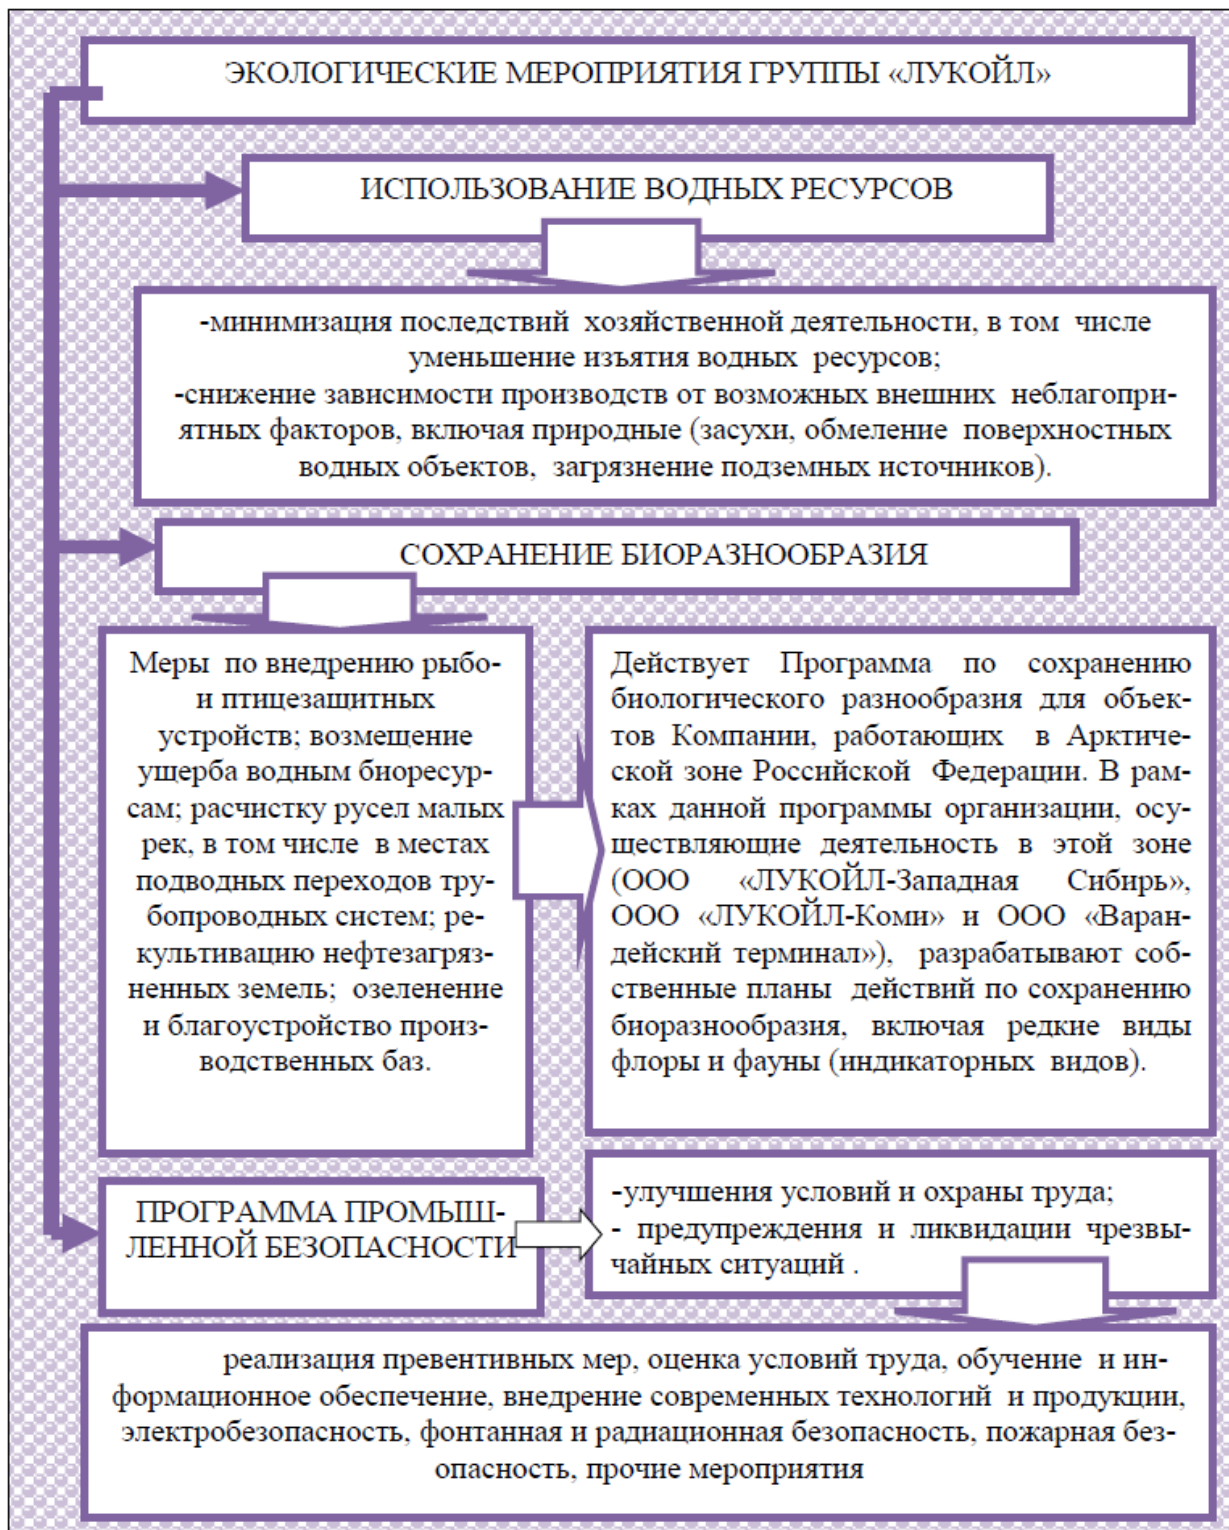 ЭКОЛОГИЧЕСКИЕ МЕРОПРИЯТИЯ ГРУППЫ «ЛУКОЙЛ»
ИСПОЛЬЗОВАНИЕ ВОДНЫХ РЕСУРСОВ
-минимизация последствий хозяйственной деятельности, в том числе
уменьшение изъятия водных ресурсов;
-снижение зависимости производств от возможных внешних неблагопри-
ятных факторов, включая природные (засухи, обмеление поверхностных
водных объектов, загрязнение подземных источников).
СОХРАНЕНИЕ БИОРАЗНООБРАЗИЯ
Меры по внедрению рыбо-
и птицезащитных
устройств; возмещение
ущерба водным биоресур-
сам; расчистку русел малых
рек, в том числе в местах
подводных переходов тру-
бопроводных систем; ре-
культивацию нефтезагряз-
ненных земель; озеленение
и благоустройство произ-
водственных баз.
Действует Программа по сохранению
биологического разнообразия для объек-
тов Компании, работающих в Арктиче-
ской зоне Российской Федерации. В рам-
ках данной программы организации, осу-
ществляющие деятельность в этой зоне
(ООО «ЛУКОЙЛ-Западная Сибирь»,
ООО «ЛУКОЙЛ-Коми» и ООО «Варан-
дейский терминал»), разрабатывают соб-
ственные планы действий по сохранению
биоразнообразия, включая редкие виды
флоры и фауны (индикаторных видов).
ПРОГРАММА ПРОМЫШ-
ЛЕННОЙ БЕЗОПАСНОСТИ
-улучшения условий и охраны труда;
- предупреждения и ликвидации чрезвы-
чайных ситуаций .
реализация превентивных мер, оценка условий труда, обучение и ин-
формационное обеспечение, внедрение современных технологий и продукции,
электробезопасность, фонтанная и радиационная безопасность, пожарная без-
опасность, прочие мероприятия